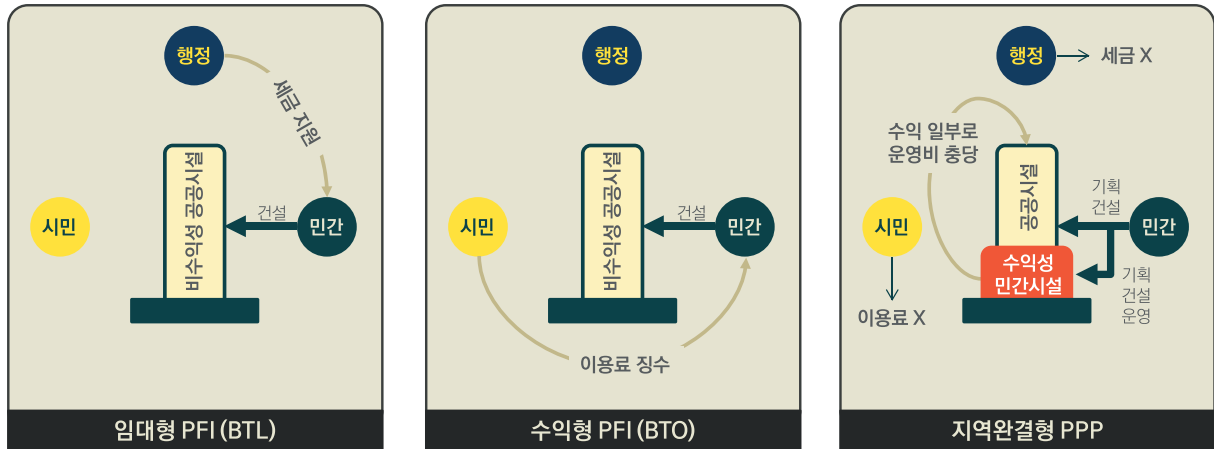 행정
세금 지원
비수익성 공공시설
시민
건설
민간
임대형 PFI (BTL)
행정
비수익성 공공시설
시민
건설
민간
이용료 징수
수익형 PFI (BTO)
행정
세금 X
수익 일부로
운영비 충당
공공시설
기획
건설
시민
민간
수익성
민간시설
기획
건설
운영
이용료 X
지역완결형 PPP